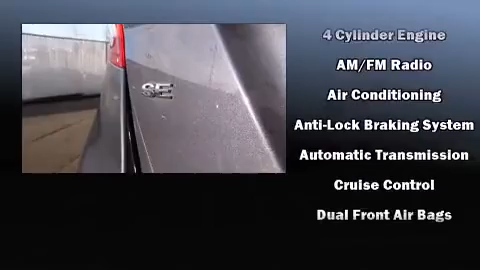 SE
4 Cylinder Engine
AM/FM Radio
Air Conditioning
Anti-Lock Braking System
Automatic Transmission
Cruise Control
Dual Front Air Bags